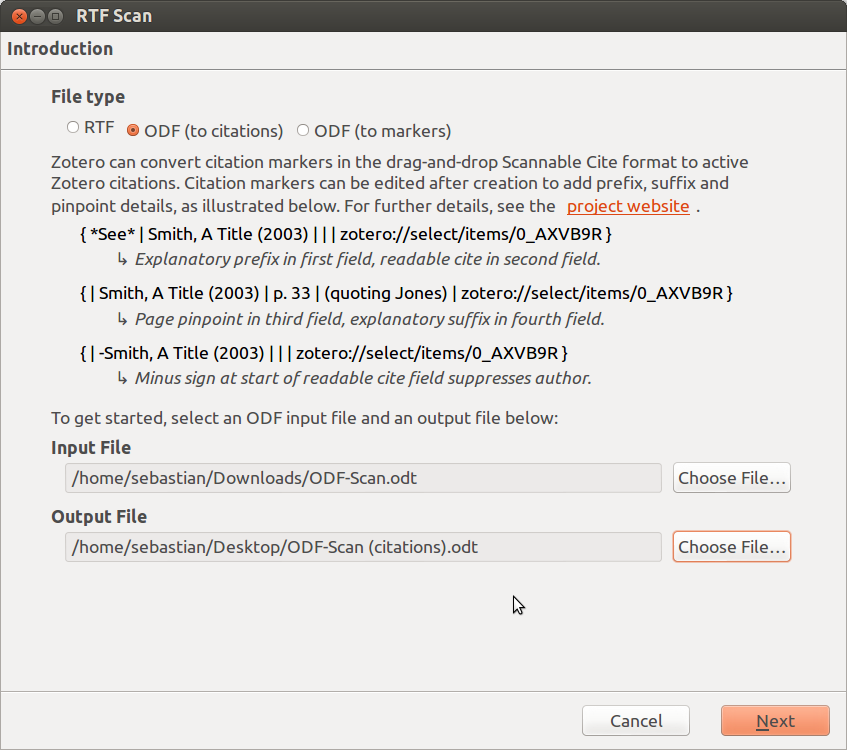 RTF Scan
Introduction
File type
RTF ODF (to citations) ODF (to markers)
Zotero can convert citation markers in the drag-and-drop Scannable Cite format to active
Zotero citations. Citation markers can be edited after creation to add prefix, suffix and
pinpoint details, as illustrated below. For further details, see the project website .
{ *See* | Smith, A Title (2003) | | | zotero://select/items/0_AXVB9R }
↳ Explanatory prefix in first field, readable cite in second field.
{ | Smith, A Title (2003) | p. 33 | (quoting Jones) | zotero://select/items/0_AXVB9R }
↳ Page pinpoint in third field, explanatory suffix in fourth field.
{ | -Smith, A Title (2003) | | | zotero://select/items/0_AXVB9R }
↳ Minus sign at start of readable cite field suppresses author.
To get started, select an ODF input file and an output file below:
Input File
/home/sebastian/Downloads/ODF-Scan.odt Choose File...
Output File
/home/sebastian/Desktop/ODF-Scan (citations).odt Choose File...
Cancel Next